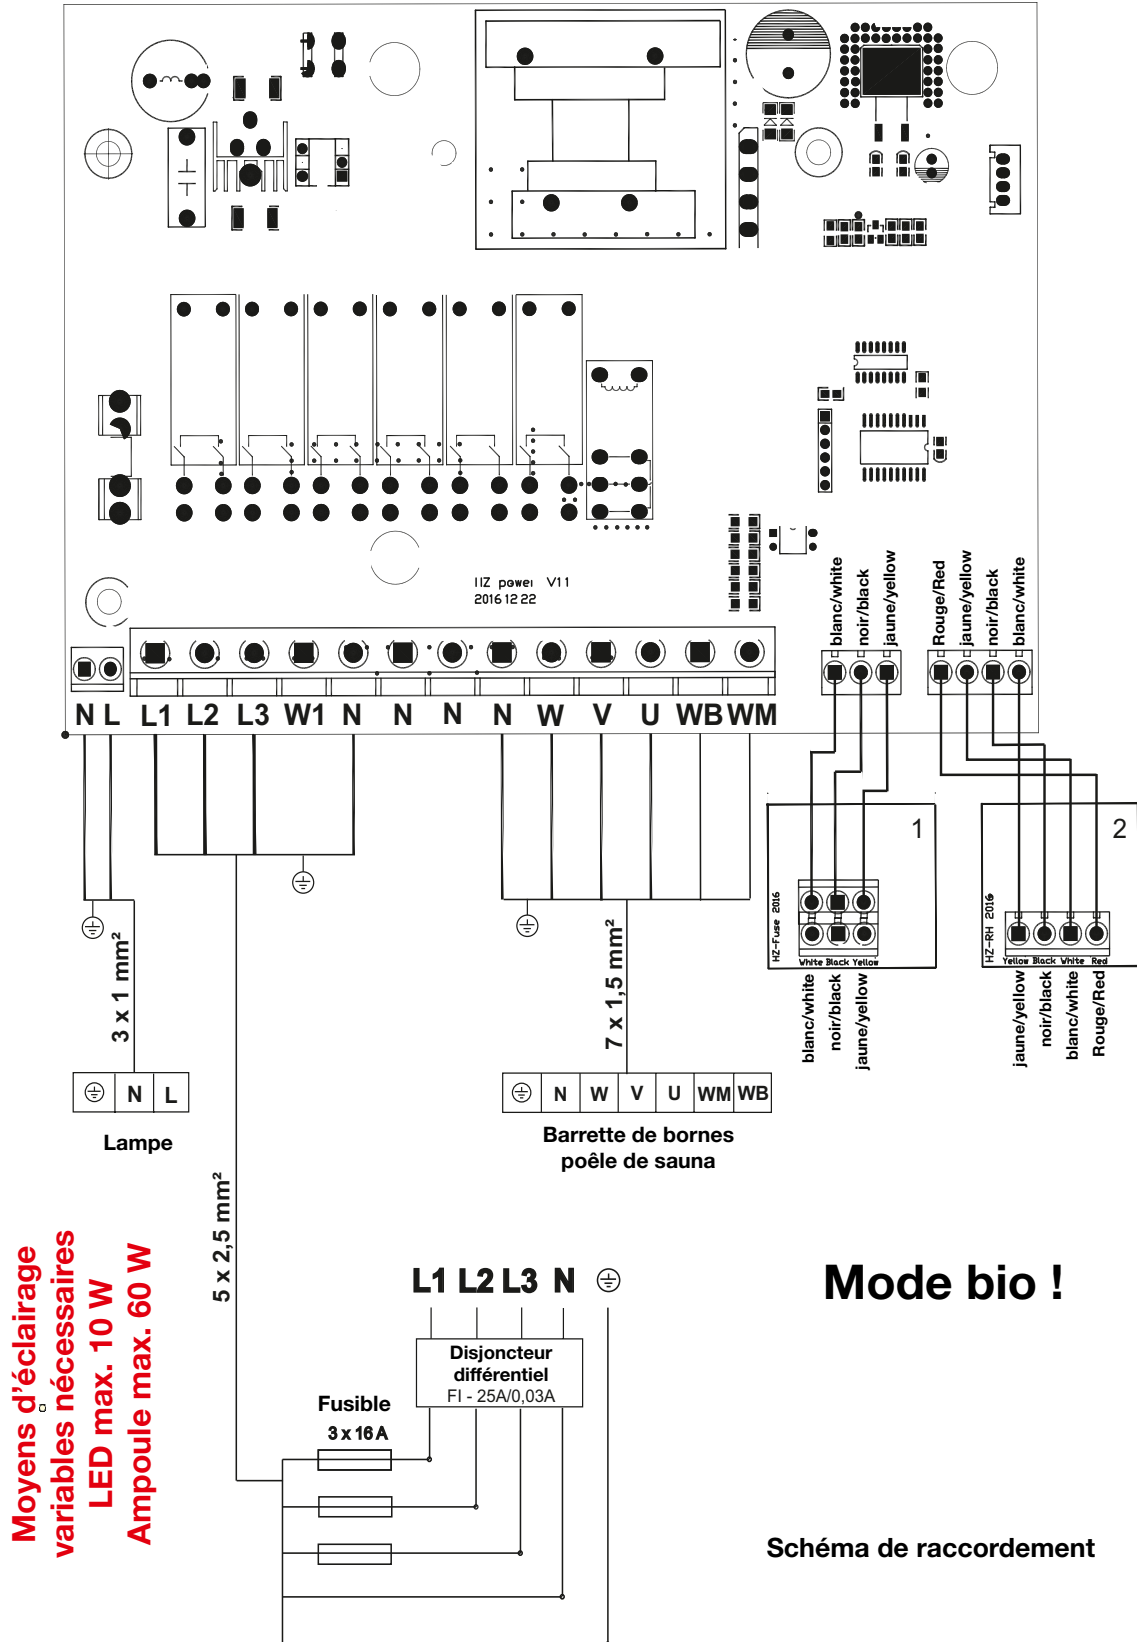 IIZ power V11
2016 12 22
blanc/white
noir/black
jaune/yellow
Rouge/Red
jaune/yellow
noir/black
blanc/white
N L L1 L2 L3 W1 N N N N W V U WB WM
1
HZ-Fuse 2016
White Black Yellow
blanc/white
noir/black
jaune/yellow
2
HZ-RH 2016
Yellow Black White Red
jaune/yellow
noir/black
blanc/white
Rouge/Red
3 x 1 mm²
7 x 1,5 mm²
N L
Lampe
N W V U WM WB
Barrette de bornes
poêle de sauna
5 x 2,5 mm²
Moyens d'éclairage
variables nécessaires
LED max. 10 W
Ampoule max. 60 W
L1 L2 L3 N
Disjoncteur
différentiel
FI - 25A/0,03A
Fusible
3 x 16 A
Mode bio !
Schéma de raccordement